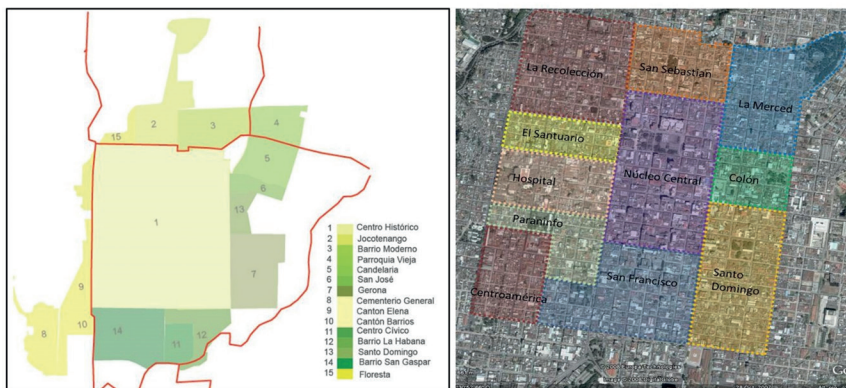 15
2
3
4
5
6
13
1
7
9
8
10
14
11
12
1 Centro Histórico
2 Jocotenango
3 Barrio Moderno
4 Parroquia Vieja
5 Candelaria
6 San José
7 Gerona
8 Cementerio General
9 Canton Elena
10 Cantón Barrios
11 Centro Cívico
12 Barrio La Habana
13 Santo Domingo
14 Barrio San Gaspar
15 Floresta
La Recolección
San Sebastian
La Merced
El Santuario
Hospital
Núcleo Central
Colón
Paraninfo
Centroamérica
San Francisco
Santo
Domingo